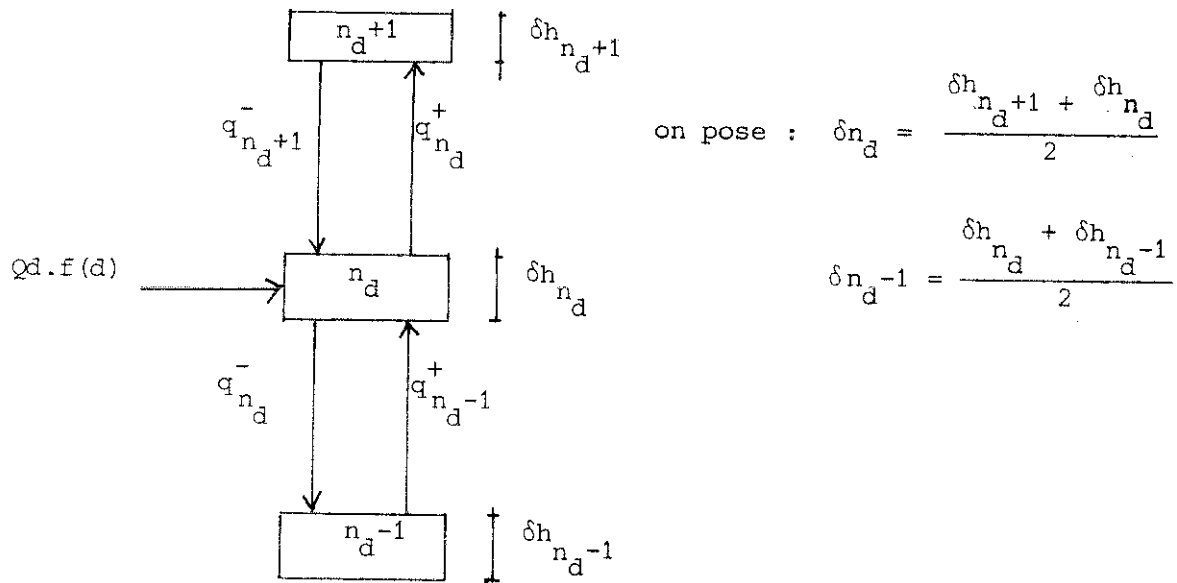 n_d+1
δh_{n_d+1}
q^-_{n_d+1}
q^+_{n_d}
on pose : δn_d = (δh_{n_d+1} + δh_{n_d}) / 2
Qd.f(d)
n_d
δh_{n_d}
δn_d-1 = (δh_{n_d} + δh_{n_d-1}) / 2
q^-_{n_d}
q^+_{n_d-1}
n_d-1
δh_{n_d-1}